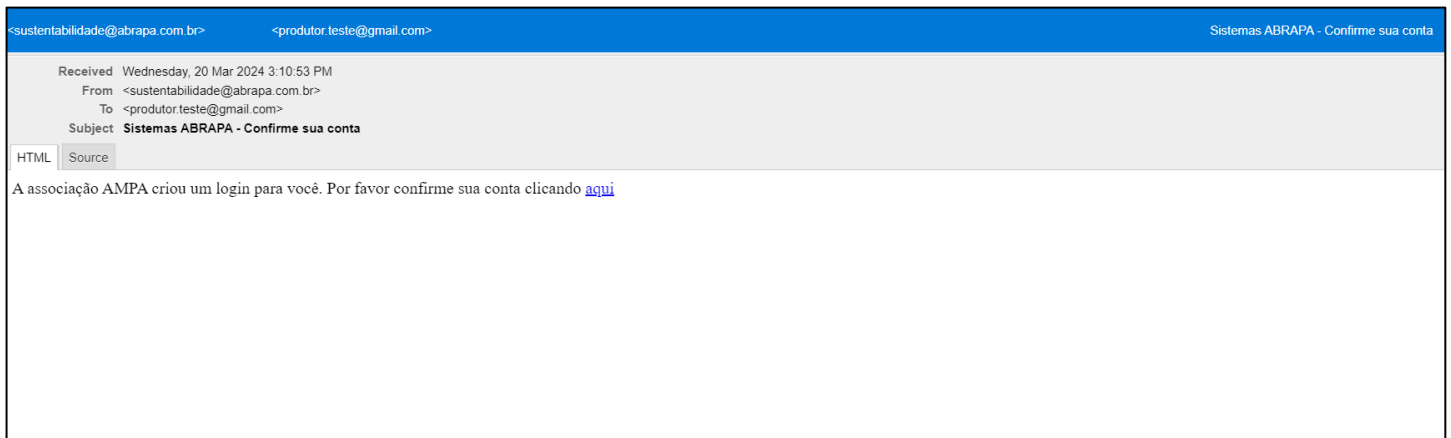 <sustentabilidade@abrapa.com.br> <produtor.teste@gmail.com> Sistemas ABRAPA - Confirme sua conta
Received Wednesday, 20 Mar 2024 3:10:53 PM
From <sustentabilidade@abrapa.com.br>
To <produtor.teste@gmail.com>
Subject Sistemas ABRAPA - Confirme sua conta
HTML Source
A associação AMPA criou um login para você. Por favor confirme sua conta clicando aqui